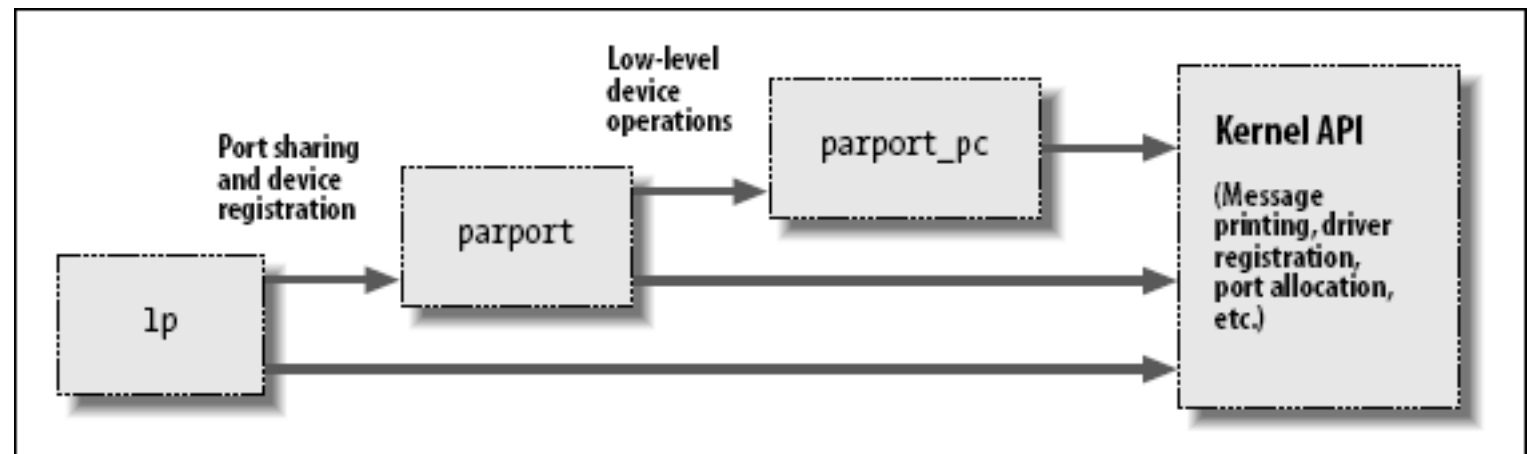 Low-level
device
operations
Port sharing
and device
registration
lp
parport
parport_pc
Kernel API
(Message
printing, driver
registration,
port allocation,
etc.)